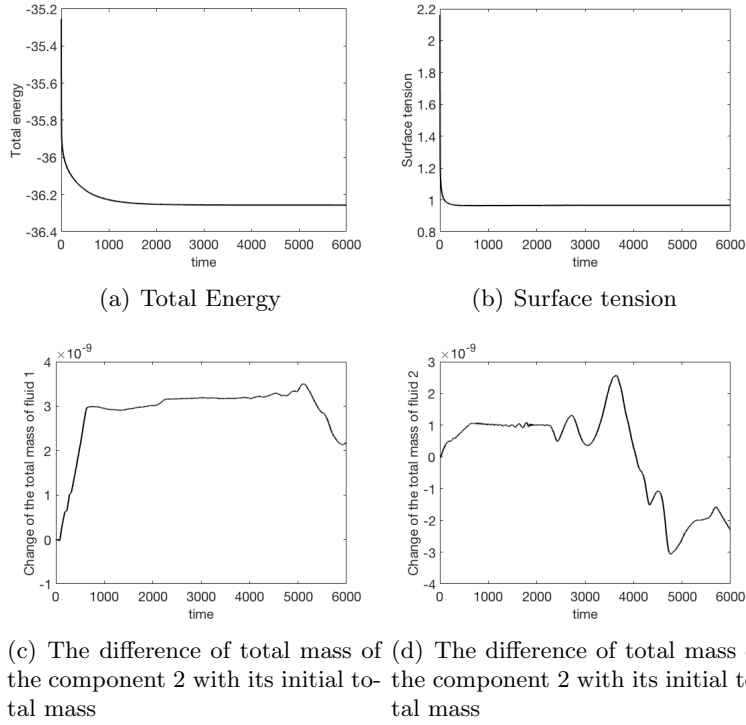 -35.2
-35.4
-35.6
-35.8
-36
-36.2
-36.4
Total energy
0 1000 2000 3000 4000 5000 6000
time
(a) Total Energy
2.2
2
1.8
1.6
1.4
1.2
1
0.8
Surface tension
0 1000 2000 3000 4000 5000 6000
time
(b) Surface tension
×10⁻⁹
4
3
2
1
0
-1
Change of the total mass of fluid 1
0 1000 2000 3000 4000 5000 6000
time
(c) The difference of total mass of
the component 2 with its initial to-
tal mass
×10⁻⁹
3
2
1
0
-1
-2
-3
-4
Change of the total mass of fluid 2
0 1000 2000 3000 4000 5000 6000
time
(d) The difference of total mass
the component 2 with its initial to-
tal mass